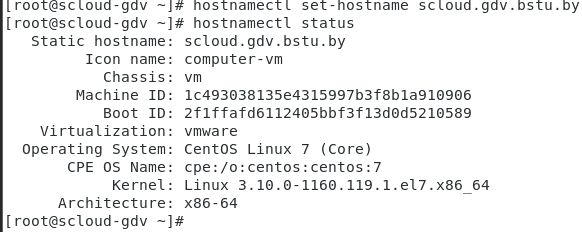 [root@scloud-gdv ~]# hostnamectl set-hostname scloud.gdv.bstu.by
[root@scloud-gdv ~]# hostnamectl status
Static hostname: scloud.gdv.bstu.by
Icon name: computer-vm
Chassis: vm
Machine ID: 1c493038135e4315997b3f8b1a910906
Boot ID: 2f1ffafd6112405bbf3f13d0d5210589
Virtualization: vmware
Operating System: CentOS Linux 7 (Core)
CPE OS Name: cpe:/o:centos:centos:7
Kernel: Linux 3.10.0-1160.119.1.el7.x86_64
Architecture: x86-64
[root@scloud-gdv ~]#